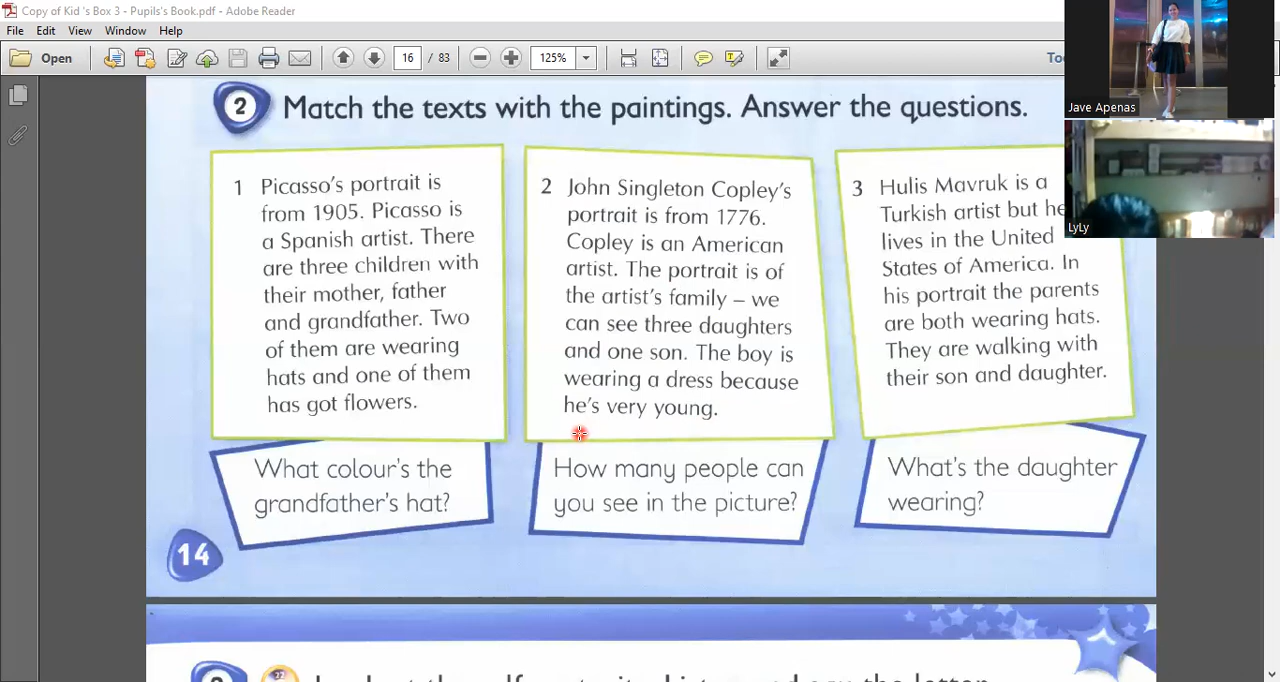 Copy of Kid 's Box 3 - Pupils's Book.pdf - Adobe Reader
File Edit View Window Help
Open 16 / 83 125%
Jave Apenas
LyLy
2 Match the texts with the paintings. Answer the questions.
1 Picasso's portrait is
from 1905. Picasso is
a Spanish artist. There
are three children with
their mother, father
and grandfather. Two
of them are wearing
hats and one of them
has got flowers.
What colour's the
grandfather's hat?
2 John Singleton Copley's
portrait is from 1776.
Copley is an American
artist. The portrait is of
the artist's family – we
can see three daughters
and one son. The boy is
wearing a dress because
he's very young.
How many people can
you see in the picture?
3 Hulis Mavruk is a
Turkish artist but he
lives in the United
States of America. In
his portrait the parents
are both wearing hats.
They are walking with
their son and daughter.
What's the daughter
wearing?
14